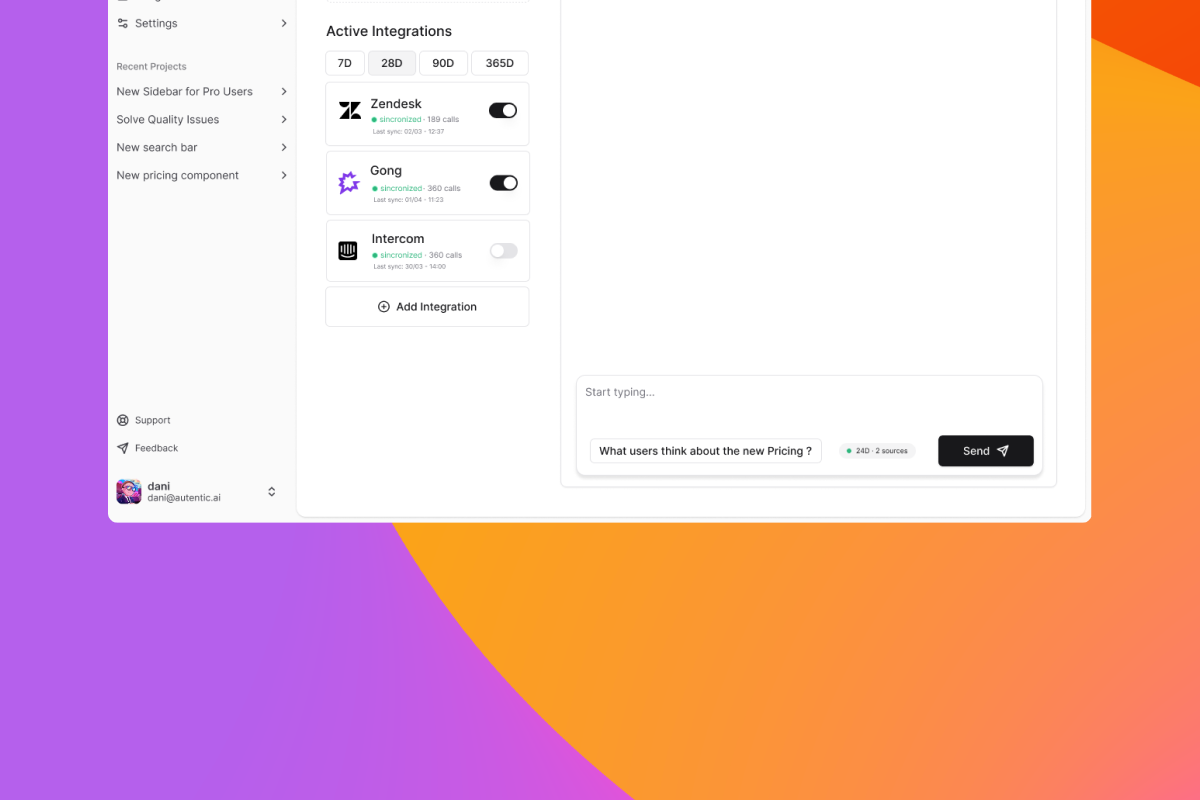 Settings
Recent Projects
New Sidebar for Pro Users
Solve Quality Issues
New search bar
New pricing component
Support
Feedback
dani
dani@autentic.ai
Active Integrations
7D 28D 90D 365D
Zendesk
sincronized · 189 calls
Last sync: 02/03 - 12:37
Gong
sincronized · 360 calls
Last sync: 01/04 - 11:23
Intercom
sincronized · 360 calls
Last sync: 30/03 - 14:00
Add Integration
Start typing...
What users think about the new Pricing ?
24D · 2 sources
Send